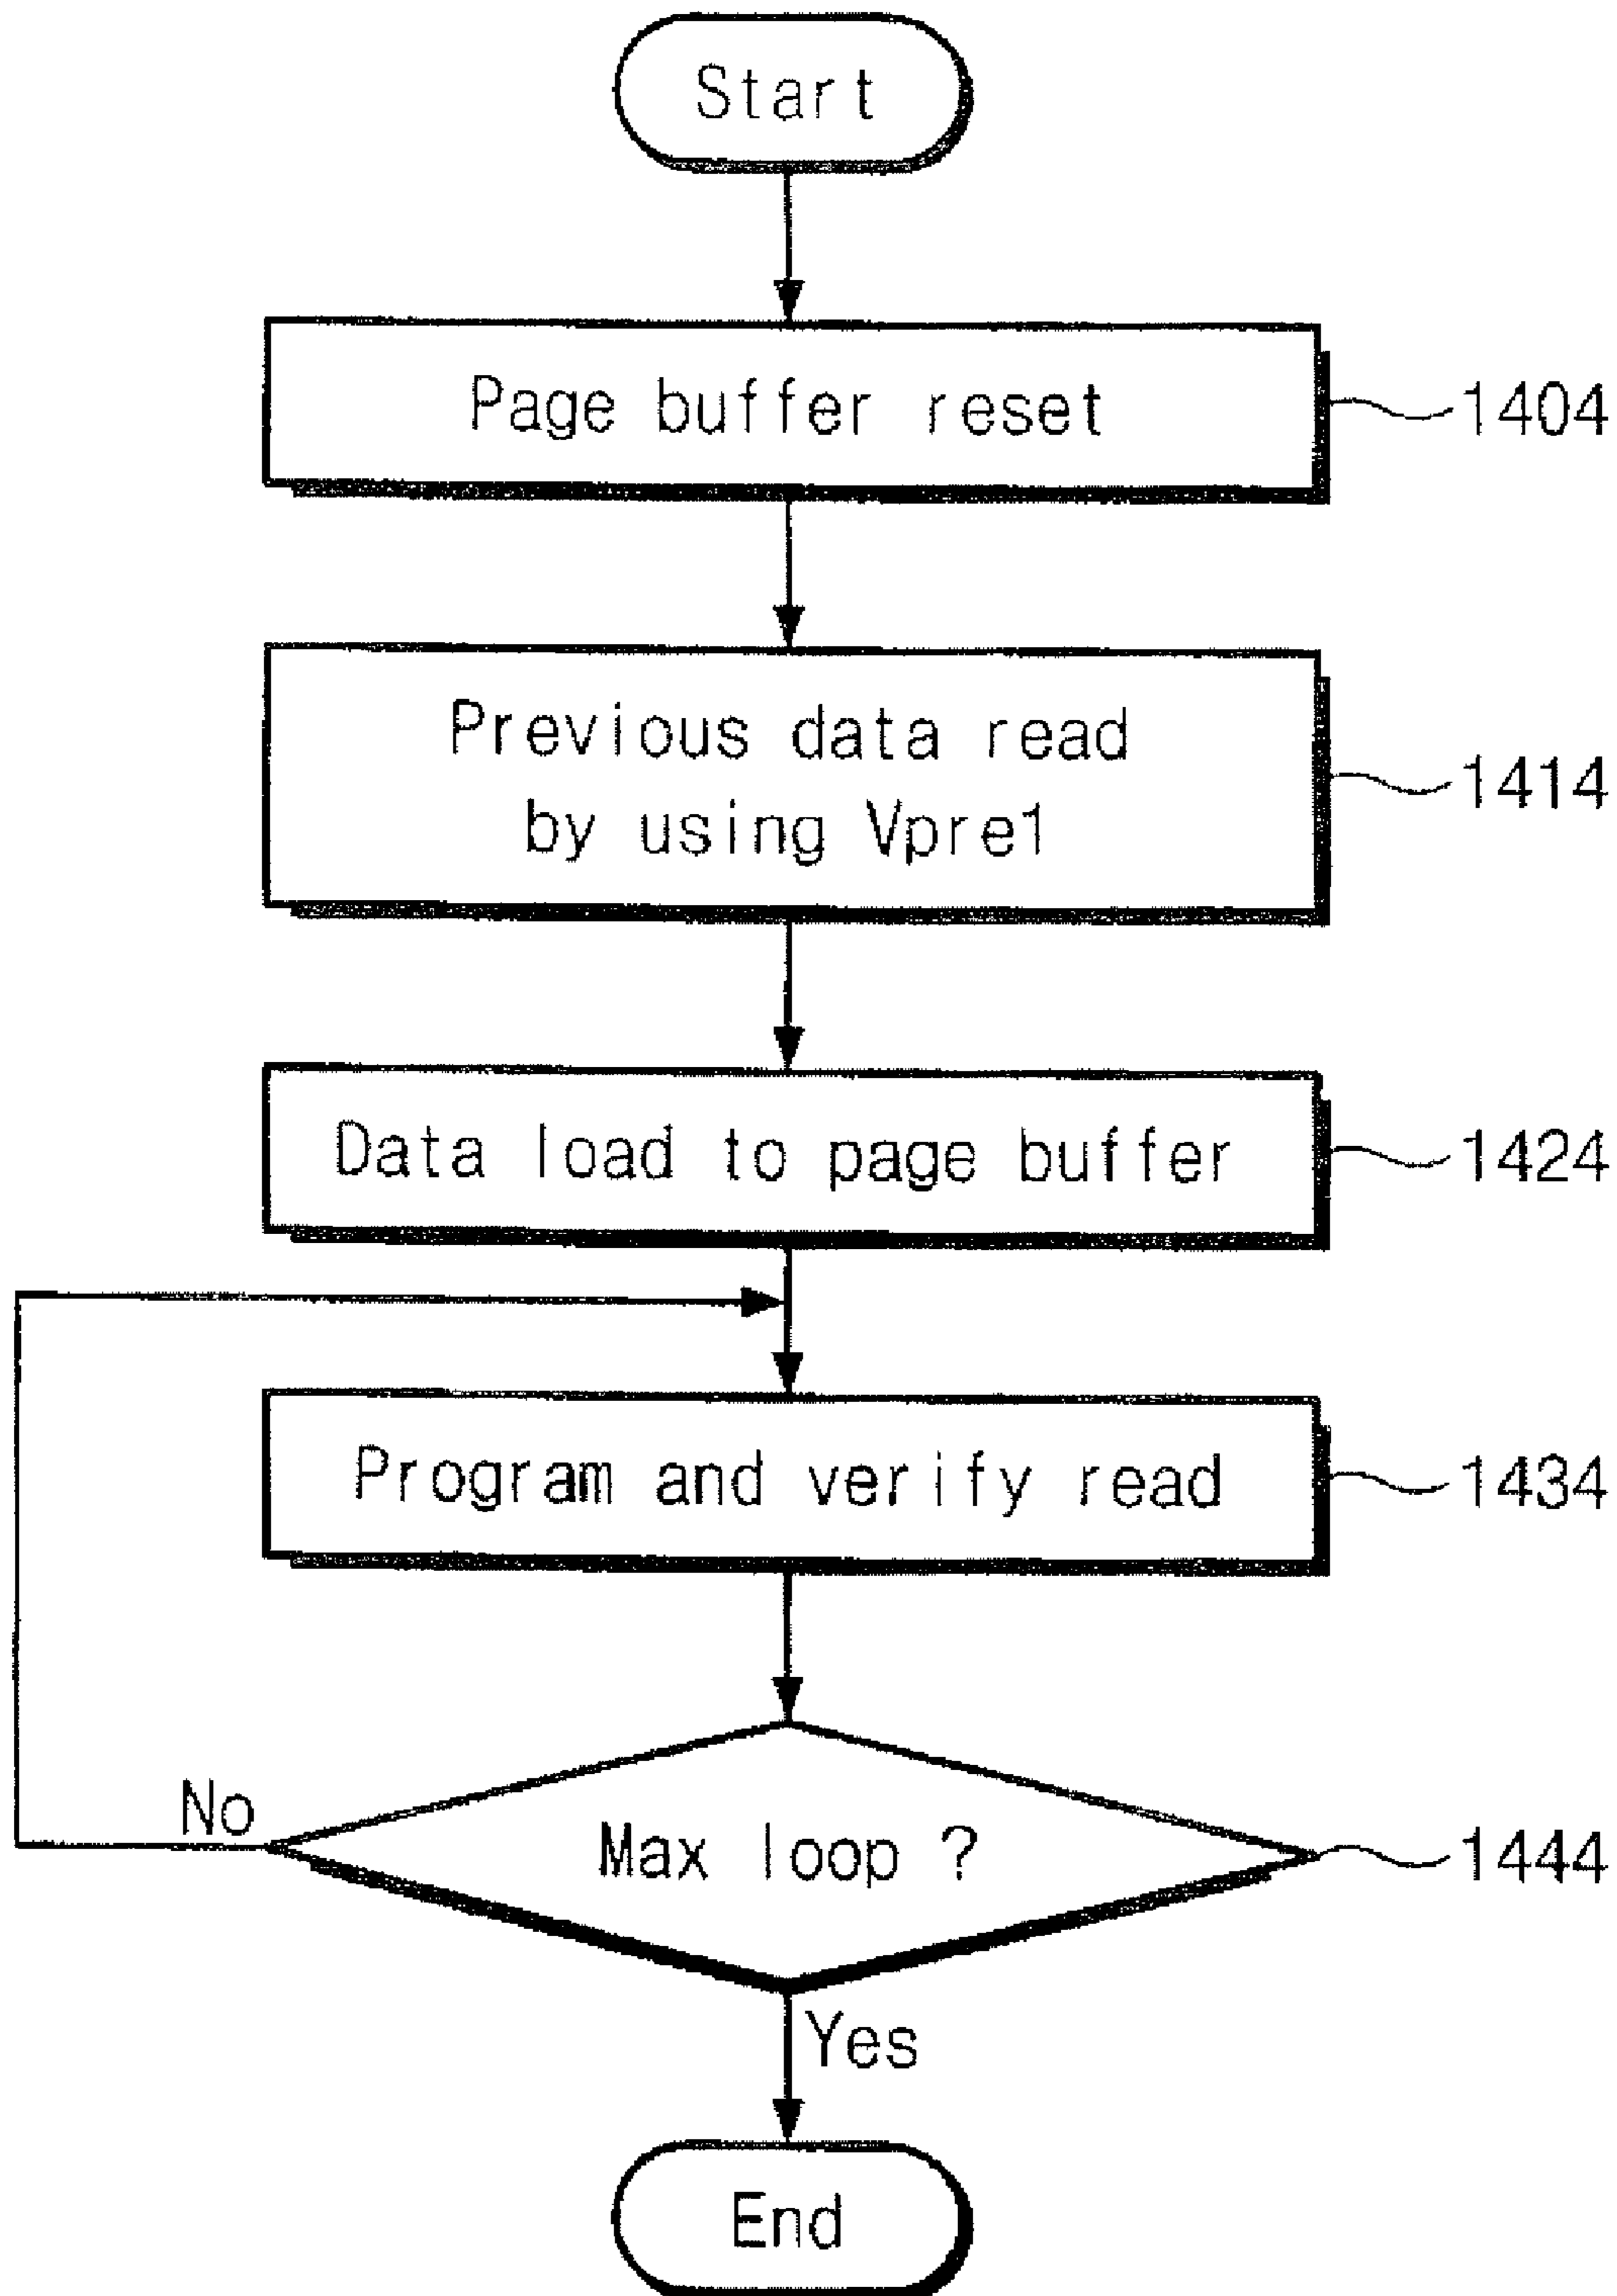 Start
Page buffer reset
1404
Previous data read
by using Vpre1
1414
Data load to page buffer
1424
Program and verify read
1434
No
Max loop ?
1444
Yes
End